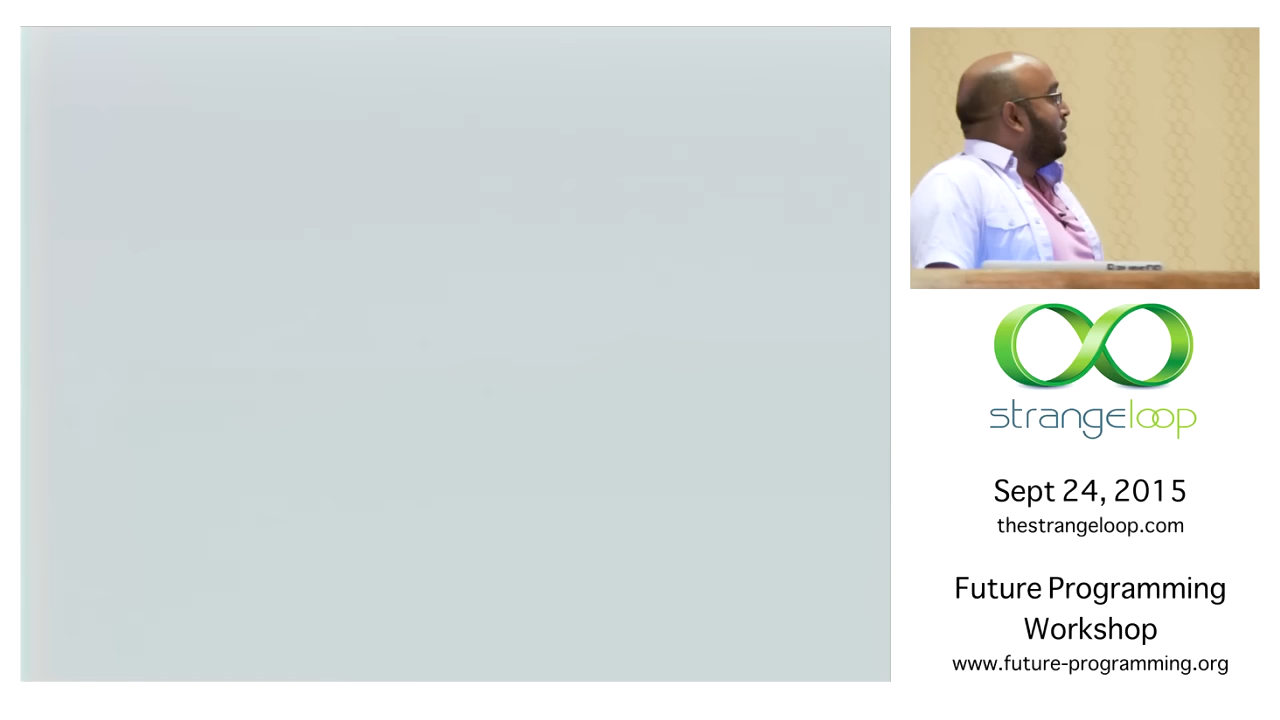 strangeloop
Sept 24, 2015
thestrangeloop.com
Future Programming
Workshop
www.future-programming.org